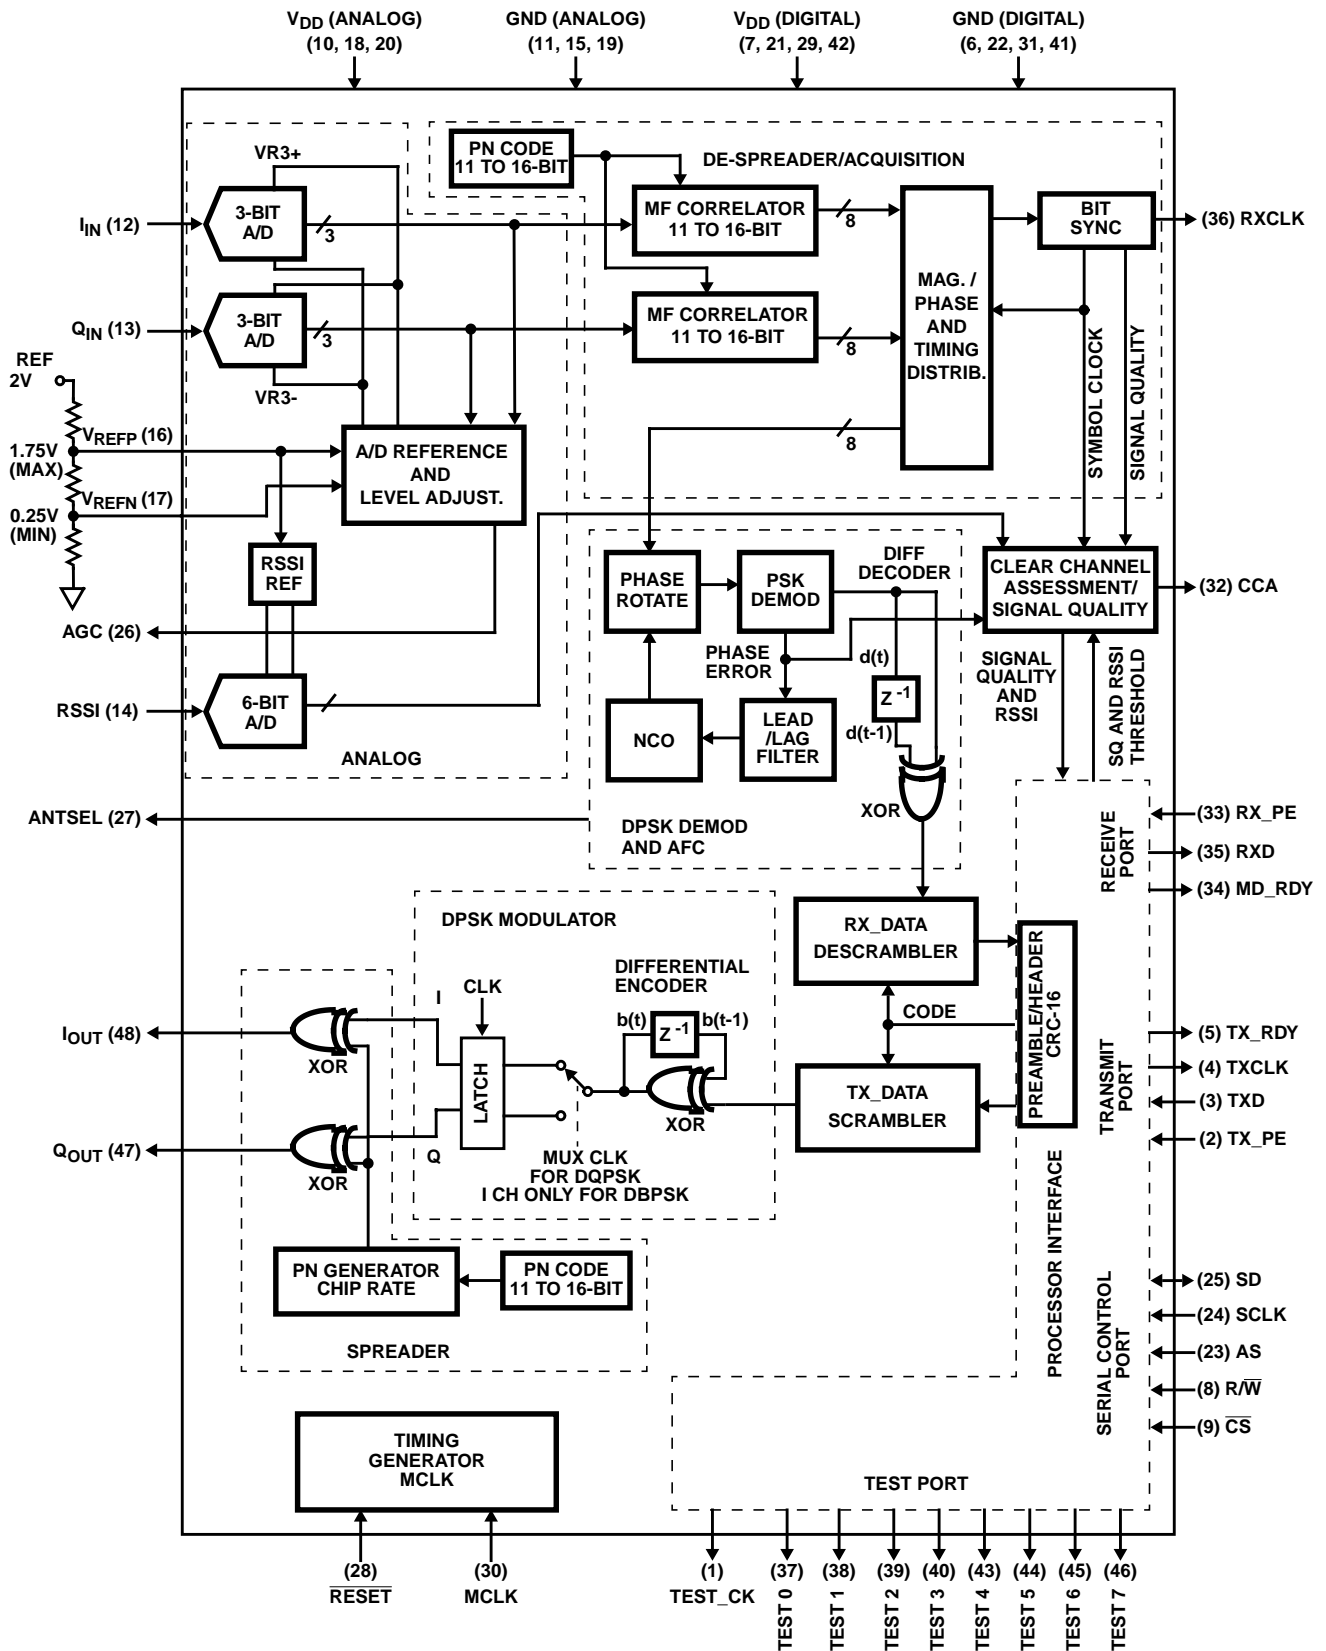 VDD (ANALOG)
(10, 18, 20)
GND (ANALOG)
(11, 15, 19)
VDD (DIGITAL)
(7, 21, 29, 42)
GND (DIGITAL)
(6, 22, 31, 41)
VR3+
3-BIT
A/D
3
IIN (12)
3-BIT
A/D
3
QIN (13)
VR3-
REF
2V
VREFP (16)
1.75V
(MAX)
VREFN (17)
0.25V
(MIN)
A/D REFERENCE
AND
LEVEL ADJUST.
RSSI
REF
AGC (26)
RSSI (14)
6-BIT
A/D
ANALOG
PN CODE
11 TO 16-BIT
DE-SPREADER/ACQUISITION
MF CORRELATOR
11 TO 16-BIT
8
MF CORRELATOR
11 TO 16-BIT
8
8
MAG. /
PHASE
AND
TIMING
DISTRIB.
BIT
SYNC
(36) RXCLK
SYMBOL CLOCK
SIGNAL QUALITY
CLEAR CHANNEL
ASSESSMENT/
SIGNAL QUALITY
(32) CCA
SIGNAL
QUALITY
AND
RSSI
SQ AND RSSI
THRESHOLD
PHASE
ROTATE
PSK
DEMOD
DIFF
DECODER
PHASE
ERROR
d(t)
Z -1
d(t-1)
NCO
LEAD
/LAG
FILTER
XOR
DPSK DEMOD
AND AFC
ANTSEL (27)
RECEIVE
PORT
(33) RX_PE
(35) RXD
(34) MD_RDY
RX_DATA
DESCRAMBLER
CODE
TX_DATA
SCRAMBLER
PREAMBLE/HEADER
CRC-16
TRANSMIT
PORT
(5) TX_RDY
(4) TXCLK
(3) TXD
(2) TX_PE
DPSK MODULATOR
DIFFERENTIAL
ENCODER
I
CLK
b(t)
Z -1
b(t-1)
IOUT (48)
XOR
LATCH
XOR
QOUT (47)
XOR
Q
MUX CLK
FOR DQPSK
I CH ONLY FOR DBPSK
PN GENERATOR
CHIP RATE
PN CODE
11 TO 16-BIT
SPREADER
PROCESSOR INTERFACE
SERIAL CONTROL
PORT
(25) SD
(24) SCLK
(23) AS
(8) R/W̅
(9) C̅S̅
TIMING
GENERATOR
MCLK
TEST PORT
(28)
R̅E̅S̅E̅T̅
(30)
MCLK
(1)
TEST_CK
(37)
TEST 0
(38)
TEST 1
(39)
TEST 2
(40)
TEST 3
(43)
TEST 4
(44)
TEST 5
(45)
TEST 6
(46)
TEST 7